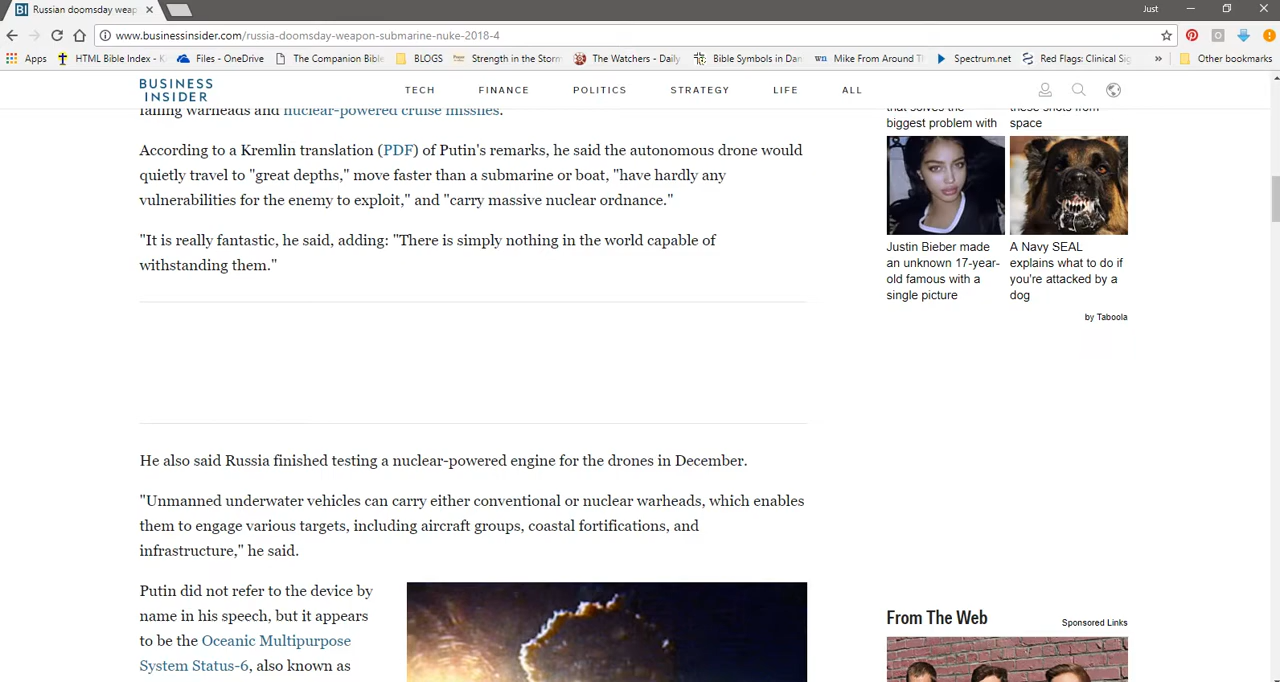 Russian doomsday weap
Just
www.businessinsider.com/russia-doomsday-weapon-submarine-nuke-2018-4
Apps
HTML Bible Index -
Files - OneDrive
The Companion Bible
BLOGS
Strength in the Storm
The Watchers - Daily
Bible Symbols in Dan
Mike From Around T
Spectrum.net
Red Flags: Clinical Sig
»
Other bookmarks
BUSINESS
INSIDER
TECH
FINANCE
POLITICS
STRATEGY
LIFE
ALL
falling warheads and nuclear-powered cruise missiles.
According to a Kremlin translation (PDF) of Putin's remarks, he said the autonomous drone would
quietly travel to "great depths," move faster than a submarine or boat, "have hardly any
vulnerabilities for the enemy to exploit," and "carry massive nuclear ordnance."
"It is really fantastic, he said, adding: "There is simply nothing in the world capable of
withstanding them."
He also said Russia finished testing a nuclear-powered engine for the drones in December.
"Unmanned underwater vehicles can carry either conventional or nuclear warheads, which enables
them to engage various targets, including aircraft groups, coastal fortifications, and
infrastructure," he said.
Putin did not refer to the device by
name in his speech, but it appears
to be the Oceanic Multipurpose
System Status-6, also known as
that solves the
biggest problem with
these shots from
space
Justin Bieber made
an unknown 17-year-
old famous with a
single picture
A Navy SEAL
explains what to do if
you're attacked by a
dog
by Taboola
From The Web
Sponsored Links